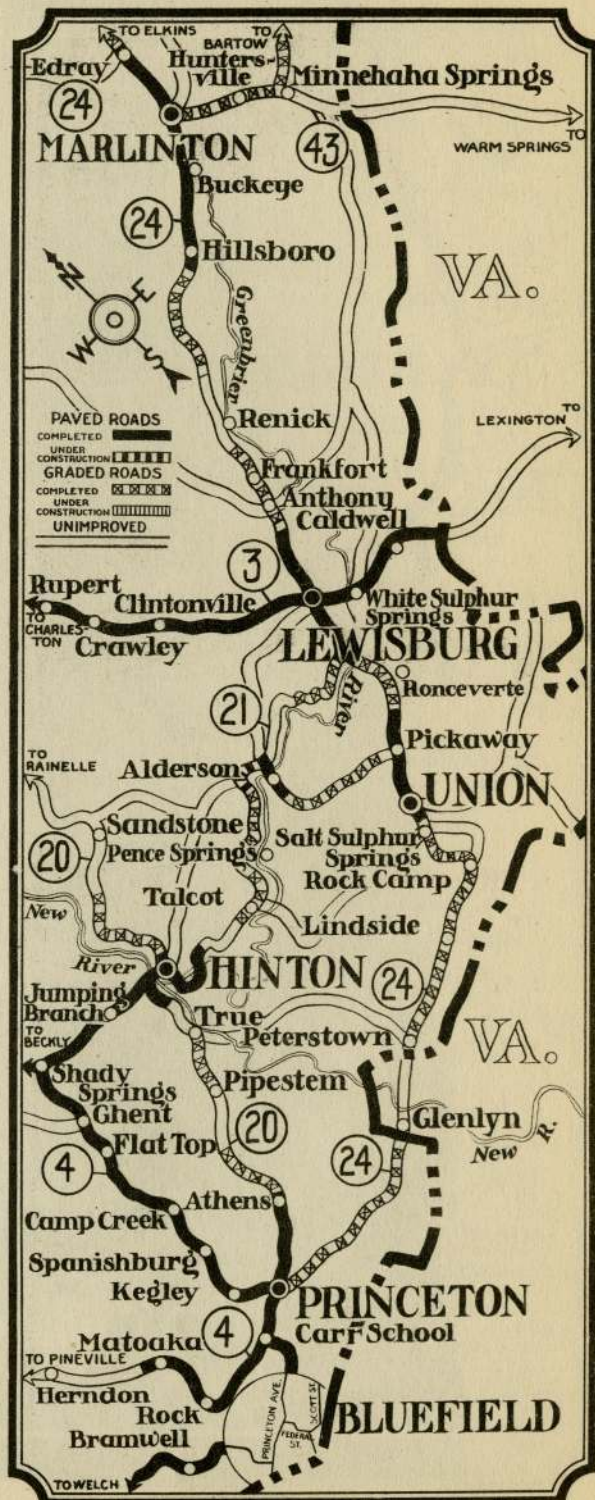 TO ELKINS
TO
BARTOW
Edray
Hunters-
ville
Minnehaha Springs
24
MARLINTON
43
TO
WARM SPRINGS
Buckeye
24
Hillsboro
VA.
N
E
W
S
Greenbrier
PAVED ROADS
COMPLETED
UNDER
CONSTRUCTION
GRADED ROADS
COMPLETED
UNDER
CONSTRUCTION
UNIMPROVED
Renick
TO
LEXINGTON
Frankfort
Anthony
Caldwell
3
Rupert
Clintonville
White Sulphur
Springs
TO
CHARLES-
TON
Crawley
LEWISBURG
River
Ronceverte
21
Pickaway
TO
RAINELLE
Alderson
UNION
Sandstone
20
Pence Springs
Salt Sulphur
Springs
Rock Camp
Talcot
New
River
Lindside
HINTON
24
Jumping
Branch
True
Peterstown
VA.
TO
BECKLY
Shady
Springs
Pipestem
Ghent
Glenlyn
Flat Top
20
New
R.
4
24
Athens
Camp Creek
Spanishburg
Kegley
PRINCETON
Carr School
Matoaka
4
TO PINEVILLE
Herndon
Rock
PRINCETON AVE.
SCOTT ST.
FEDERAL
ST.
BLUEFIELD
Bramwell
TO WELCH